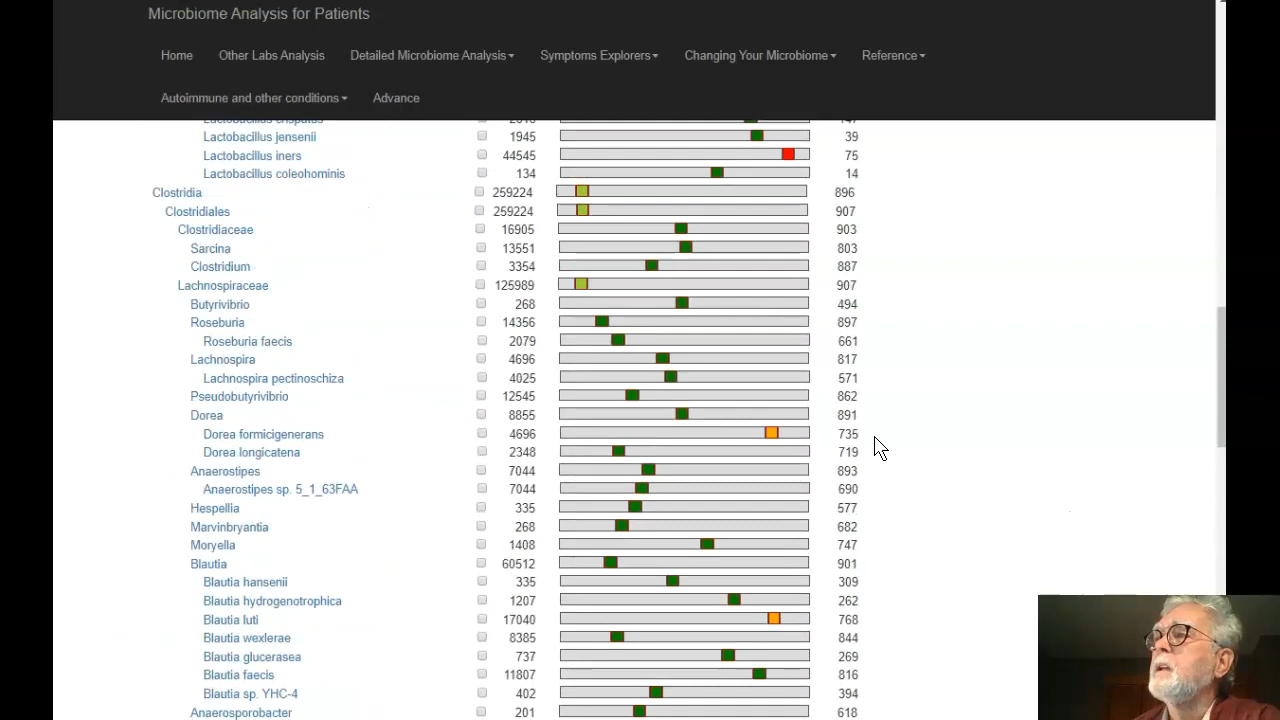 Microbiome Analysis for Patients
Home Other Labs Analysis Detailed Microbiome Analysis Symptoms Explorers Changing Your Microbiome Reference
Autoimmune and other conditions Advance
Lactobacillus jensenii 1945 39
Lactobacillus iners 44545 75
Lactobacillus coleohominis 134 14
Clostridia 259224 896
Clostridiales 259224 907
Clostridiaceae 16905 903
Sarcina 13551 803
Clostridium 3354 887
Lachnospiraceae 125989 907
Butyrivibrio 268 494
Roseburia 14356 897
Roseburia faecis 2079 661
Lachnospira 4696 817
Lachnospira pectinoschiza 4025 571
Pseudobutyrivibrio 12545 862
Dorea 8855 891
Dorea formicigenerans 4696 735
Dorea longicatena 2348 719
Anaerostipes 7044 893
Anaerostipes sp. 5_1_63FAA 7044 690
Hespellia 335 577
Marvinbryantia 268 682
Moryella 1408 747
Blautia 60512 901
Blautia hansenii 335 309
Blautia hydrogenotrophica 1207 262
Blautia luti 17040 768
Blautia wexlerae 8385 844
Blautia glucerasea 737 269
Blautia faecis 11807 816
Blautia sp. YHC-4 402 394
Anaerosporobacter 201 618